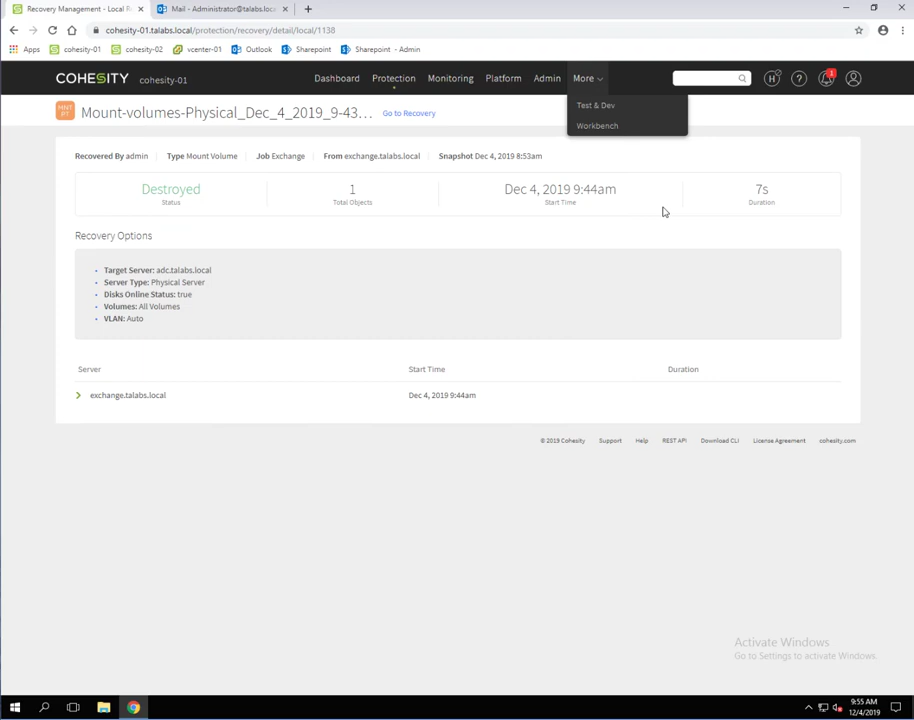 Recovery Management - Local R
Mail - Administrator@talabs.local
cohesity-01.talabs.local/protection/recovery/detail/local/1138
Apps
cohesity-01
cohesity-02
vcenter-01
Outlook
Sharepoint
Sharepoint - Admin
COHESITY
cohesity-01
Dashboard
Protection
Monitoring
Platform
Admin
More
H
?
1
Test & Dev
Workbench
Mount-volumes-Physical_Dec_4_2019_9-43...
Go to Recovery
Recovered By admin
Type Mount Volume
Job Exchange
From exchange.talabs.local
Snapshot Dec 4, 2019 8:53am
Destroyed
Status
1
Total Objects
Dec 4, 2019 9:44am
Start Time
7s
Duration
Recovery Options
Target Server: adc.talabs.local
Server Type: Physical Server
Disks Online Status: true
Volumes: All Volumes
VLAN: Auto
Server
Start Time
Duration
exchange.talabs.local
Dec 4, 2019 9:44am
© 2019 Cohesity
Support
Help
REST API
Download CLI
License Agreement
cohesity.com
Activate Windows
Go to Settings to activate Windows.
9:55 AM
12/4/2019